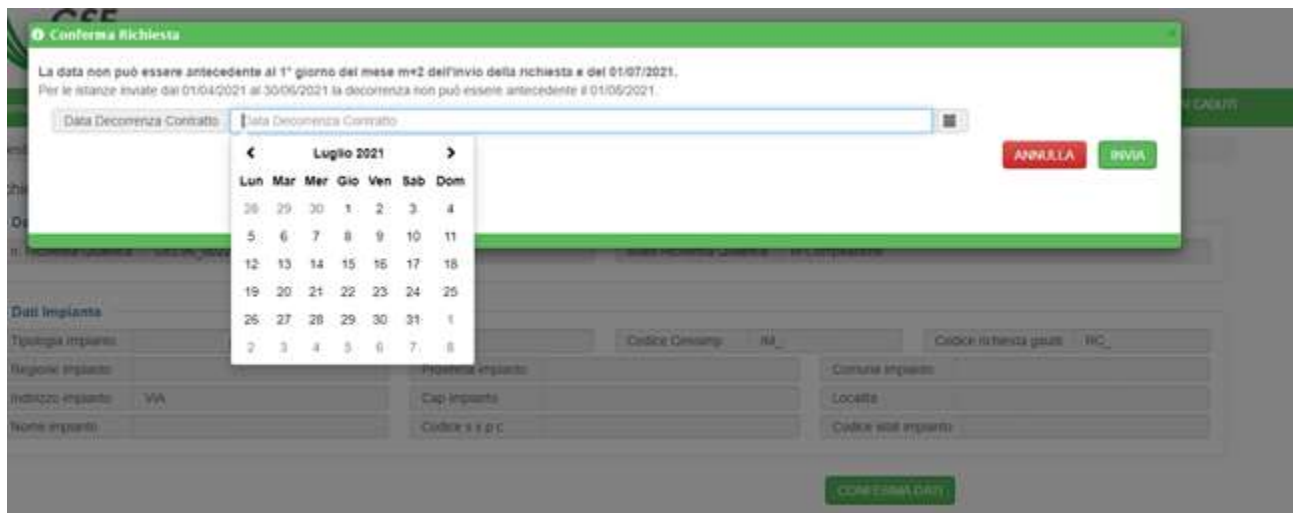 GSE
Conferma Richiesta
La data non può essere antecedente al 1° giorno del mese m+2 dell'invio della richiesta e del 01/07/2021.
Per le istanze inviate dal 01/04/2021 al 30/06/2021 la decorrenza non può essere antecedente il 01/06/2021.
Data Decorrenza Contratto Data Decorrenza Contratto
ANNULLA INVIA
Luglio 2021
Lun Mar Mer Gio Ven Sab Dom
28 29 30 1 2 3 4
5 6 7 8 9 10 11
12 13 14 15 16 17 18
19 20 21 22 23 24 25
26 27 28 29 30 31 1
2 3 4 5 6 7 8
Dati Impianto
Tipologia impianto Codice Censimp IM_ Codice richiesta gaudì RC_
Regione impianto Provincia impianto Comune impianto
Indirizzo impianto VIA Cap impianto Località
Nome impianto Codice s.a.p.c. Codice istat impianto
CONFERMA DATI